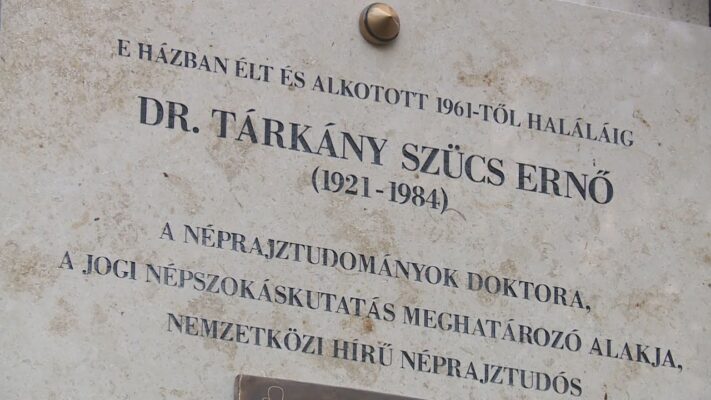 E HÁZBAN ÉLT ÉS ALKOTOTT 1961-TŐL HALÁLÁIG
DR. TÁRKÁNY SZÜCS ERNŐ
(1921-1984)
A NÉPRAJZTUDOMÁNYOK DOKTORA,
A JOGI NÉPSZOKÁSKUTATÁS MEGHATÁROZÓ ALAKJA,
NEMZETKÖZI HÍRŰ NÉPRAJZTUDÓS